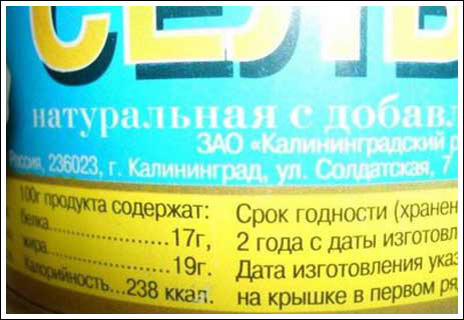 СЕЛЬ
натуральная с добавл
ЗАО «Калининградский р
Россия, 236023, г. Калининград, ул. Солдатская, 7
100г продукта содержат:
белка...............17г,
жира...............19г.
Калорийность...238 ккал.
Срок годности (хранен
2 года с даты изготовл
Дата изготовления указ
на крышке в первом ря